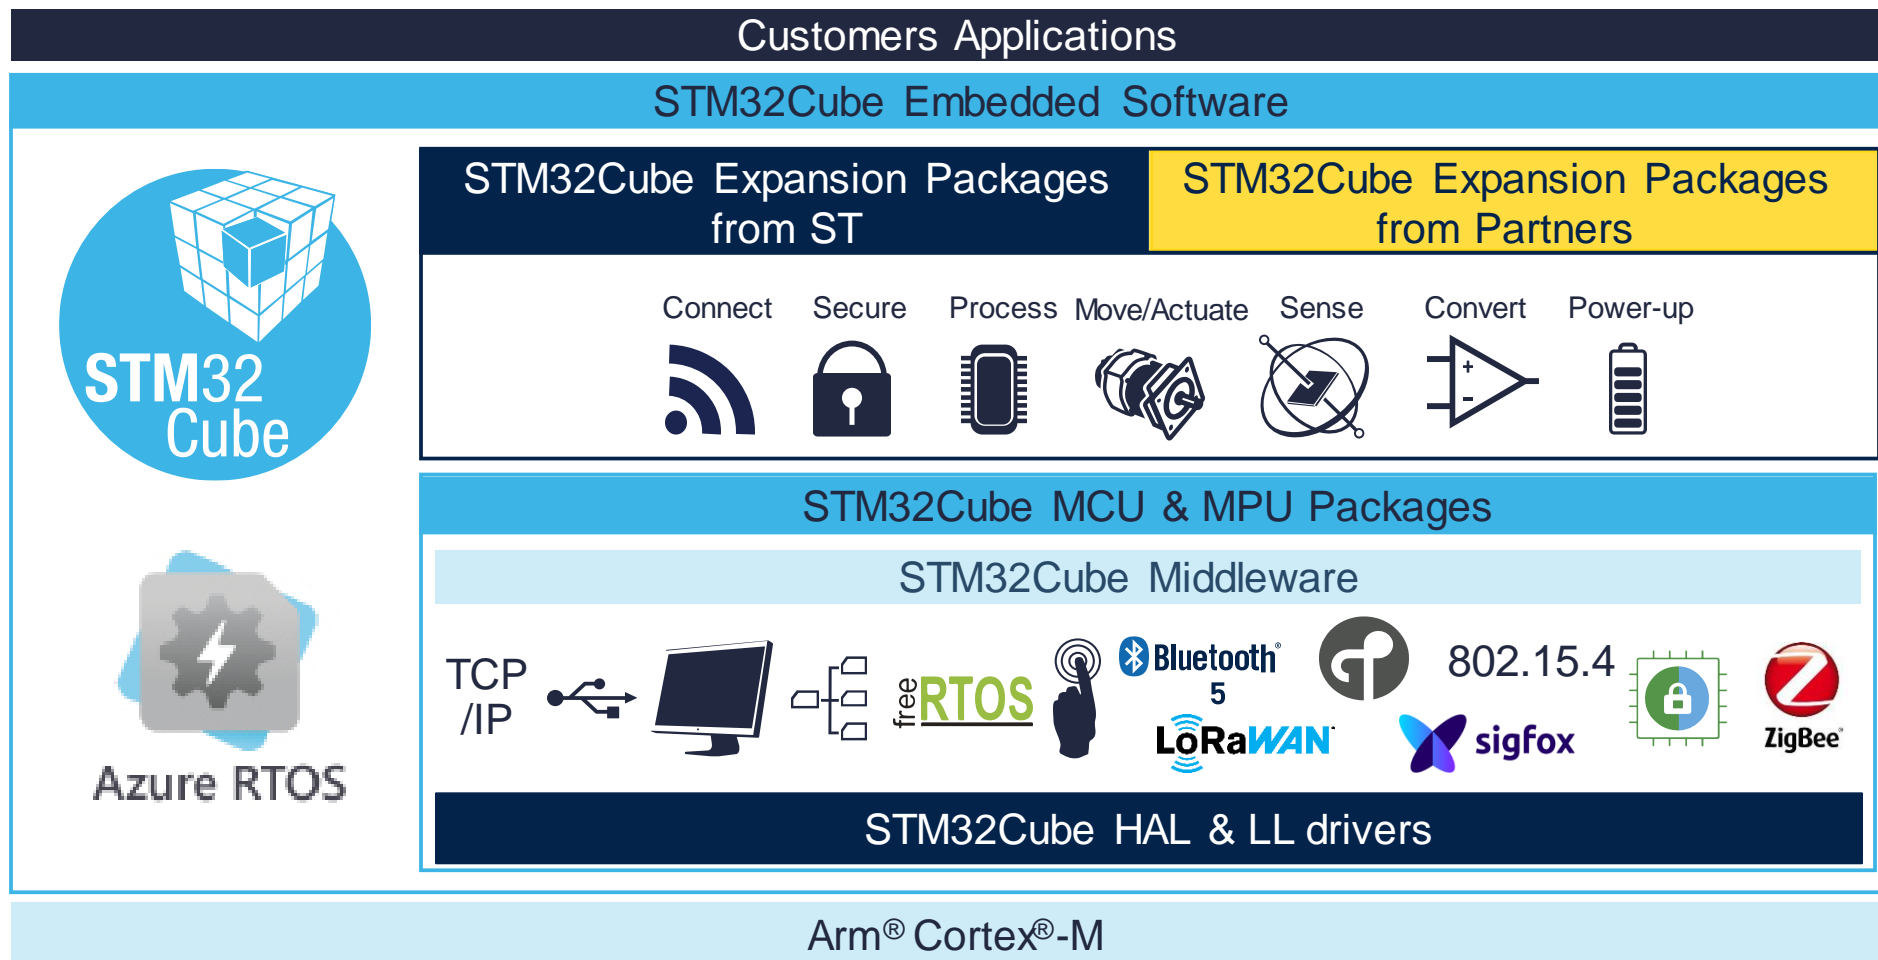 Customers Applications
STM32Cube Embedded Software
STM32
Cube
STM32Cube Expansion Packages
from ST
STM32Cube Expansion Packages
from Partners
Connect
Secure
Process
Move/Actuate
Sense
Convert
Power-up
Azure RTOS
STM32Cube MCU & MPU Packages
STM32Cube Middleware
TCP
/IP
free
RTOS
Bluetooth®
5
LoRaWAN
802.15.4
sigfox
ZigBee®
STM32Cube HAL & LL drivers
Arm® Cortex®-M